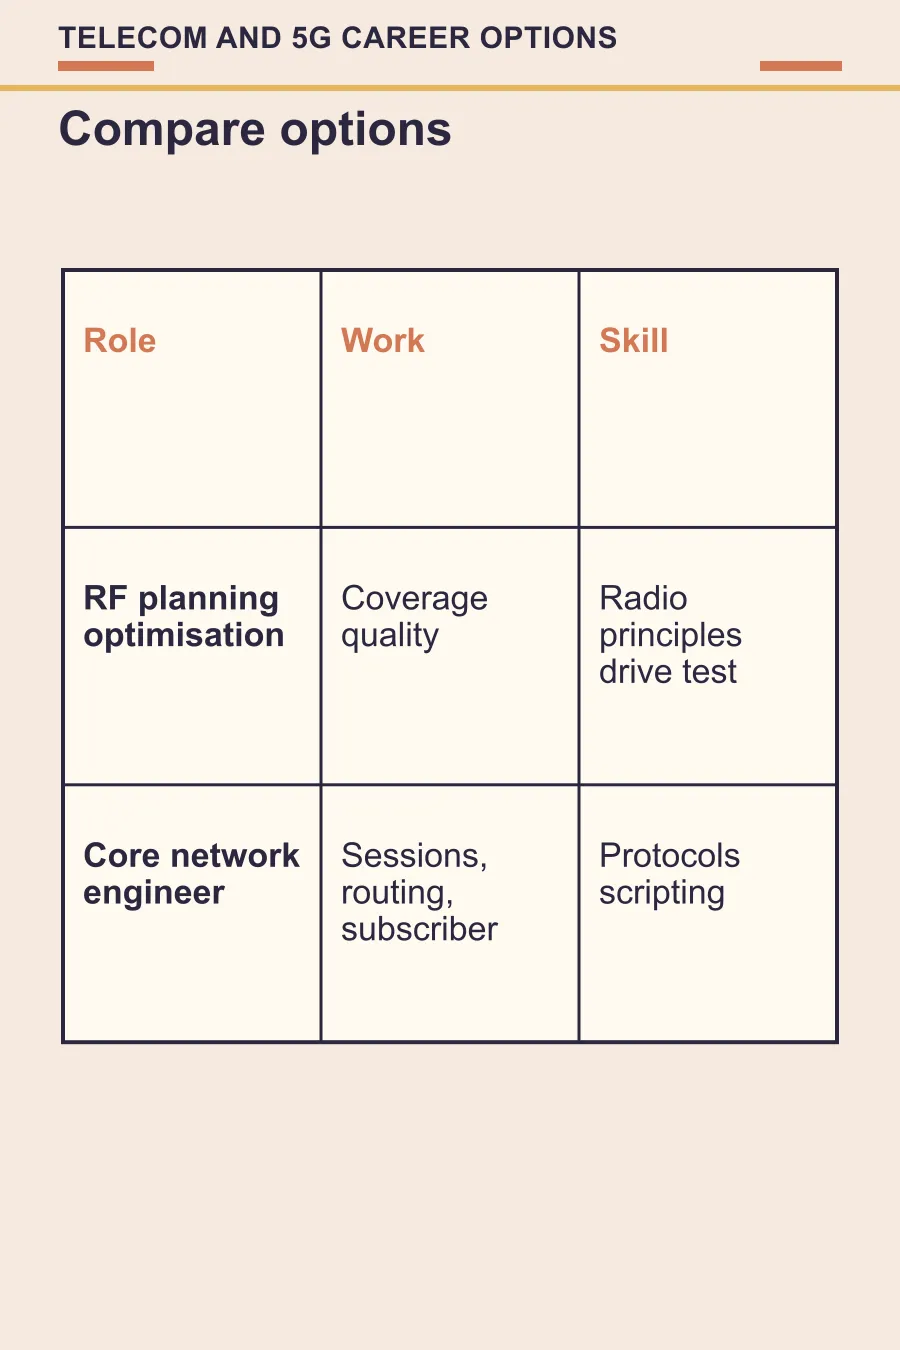 TELECOM AND 5G CAREER OPTIONS
Compare options
Role
Work
Skill
RF planning
optimisation
Coverage
quality
Radio
principles
drive test
Core network
engineer
Sessions,
routing,
subscriber
Protocols
scripting